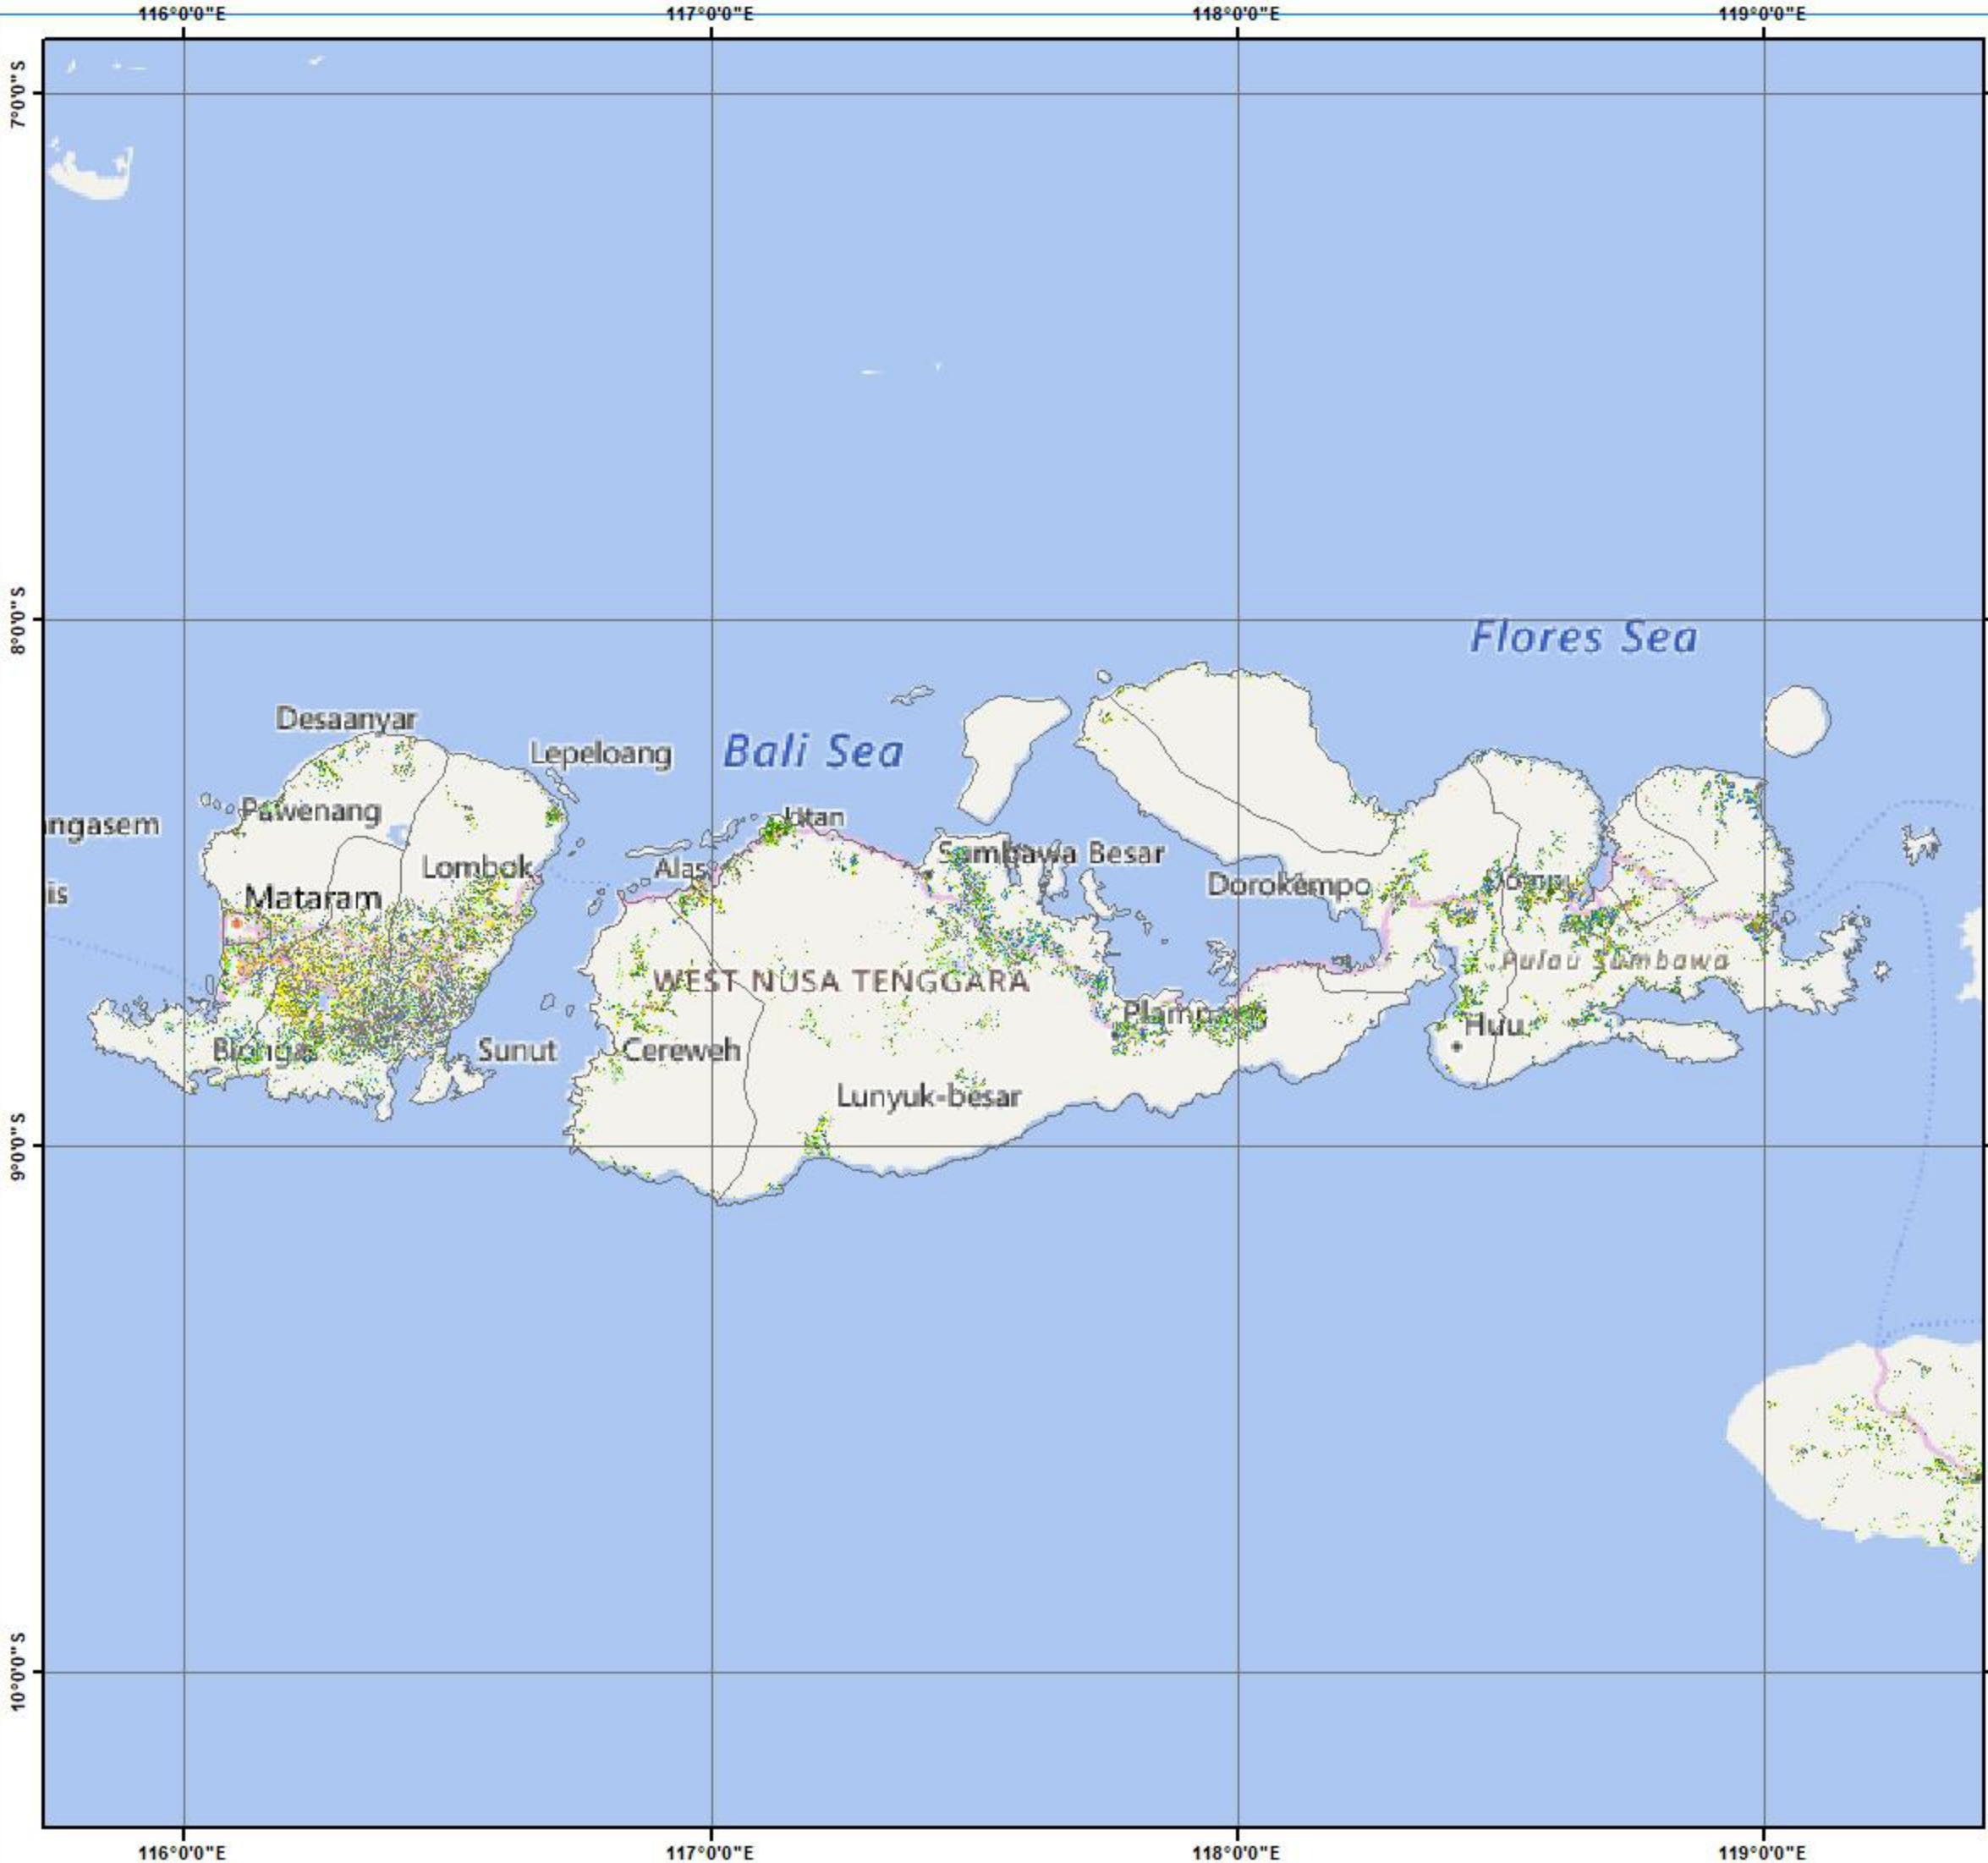 116°0'0"E 117°0'0"E 118°0'0"E 119°0'0"E
7°0'0"S
8°0'0"S
Flores Sea
Desaanyar
Lepeloang
Bali Sea
Pawenang
Utan
ngasem
Sumbawa Besar
Lombok
Alas
Dorokempo
Dompu
is
Mataram
Pulau Sumbawa
WEST NUSA TENGGARA
Plampang
Huu
Blongas
Sunut
Cereweh
Lunyuk-besar
9°0'0"S
10°0'0"S
116°0'0"E 117°0'0"E 118°0'0"E 119°0'0"E